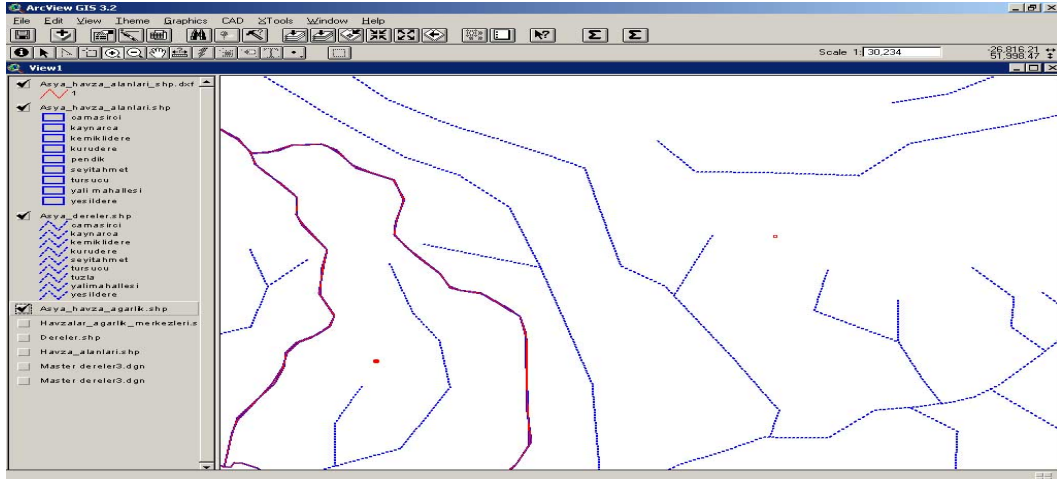 ArcView GIS 3.2
File Edit View Theme Graphics CAD XTools Window Help
Scale 1: 30,234
-26,816.21
51,998.47
View1
Asya_havza_alanlari_shp.dxf
1
Asya_havza_alanlari.shp
camasirci
kaynarca
kemiklidere
kurudere
pendik
seyitahmet
tursucu
yali mahallesi
yesildere
Asya_dereler.shp
camasirci
kaynarca
kemiklidere
kurudere
seyitahmet
tursucu
tuzla
yalimahallesi
yesildere
Asya_havza_agarlik.shp
Havzalar_agarlik_merkezleri.s
Dereler.shp
Havza_alanlari.shp
Master dereler3.dgn
Master dereler3.dgn